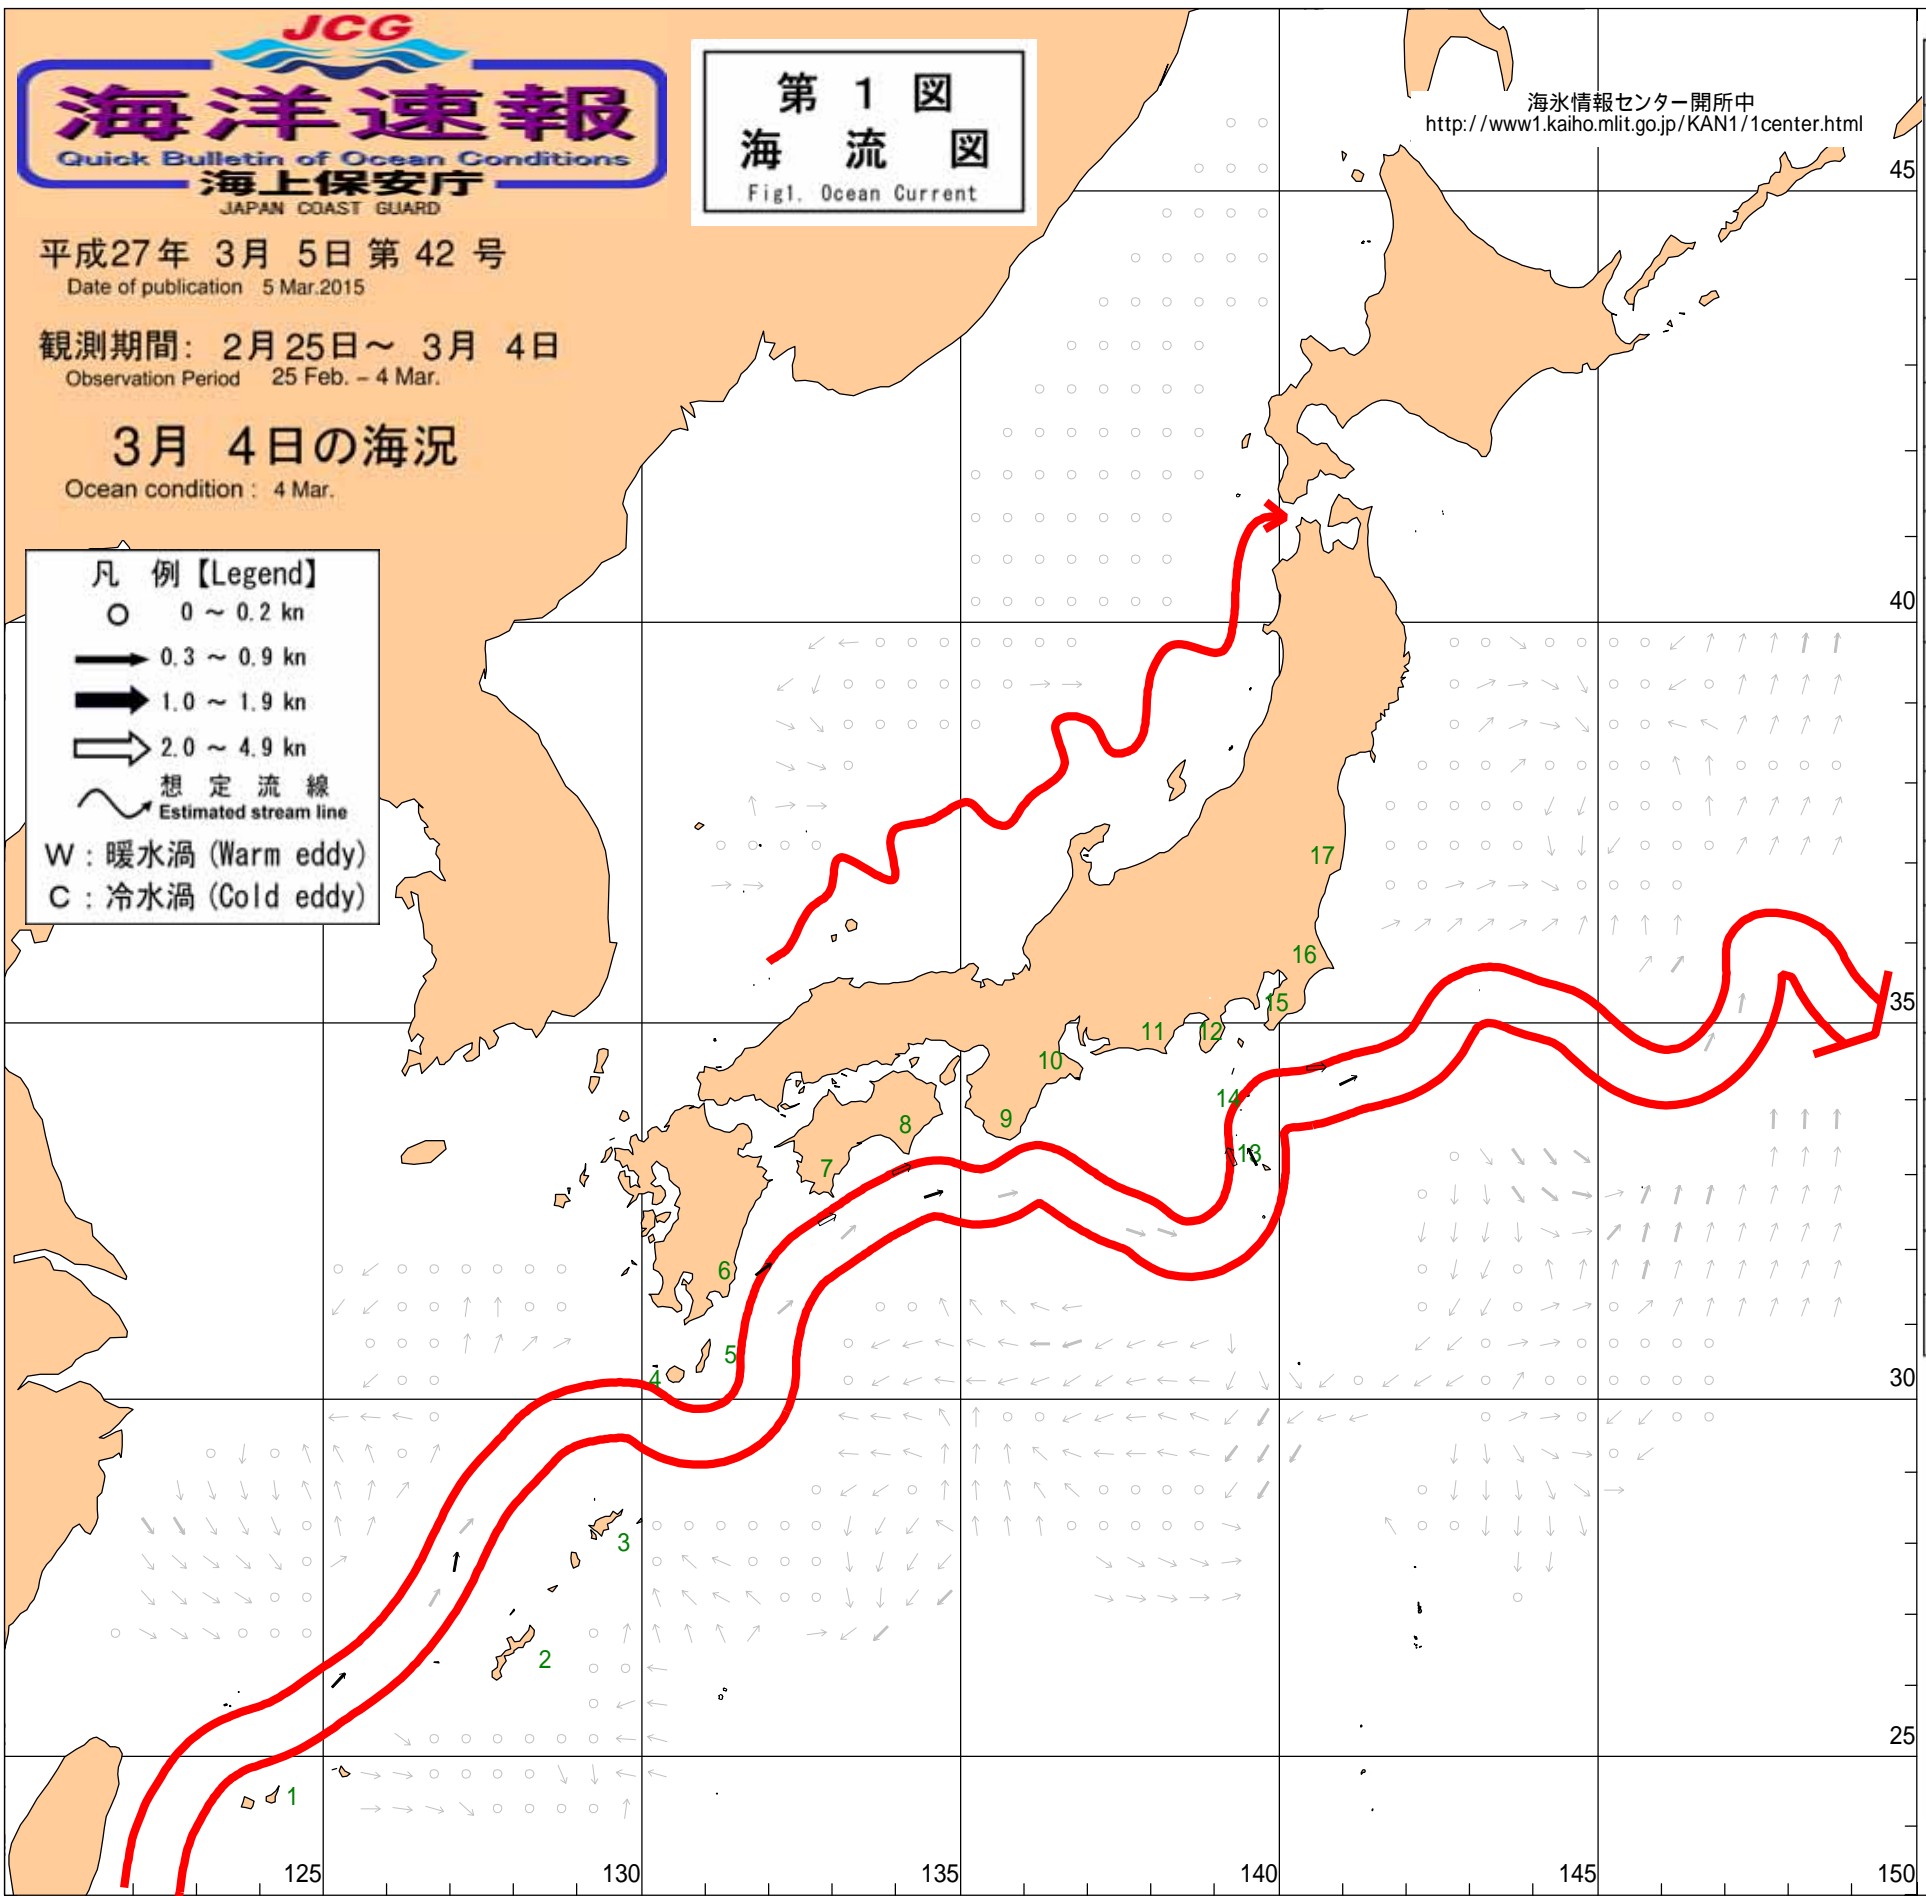 JCG
海洋速報
Quick Bulletin of Ocean Conditions
海上保安庁
JAPAN COAST GUARD
平成27年 3月 5日 第 42 号
Date of publication 5 Mar.2015
観測期間: 2月25日～ 3月 4日
Observation Period 25 Feb. – 4 Mar.
3月 4日の海況
Ocean condition : 4 Mar.
第 1 図
海 流 図
Fig1. Ocean Current
海氷情報センター開所中
http://www1.kaiho.mlit.go.jp/KAN1/1center.html
凡 例【Legend】
0 ～ 0.2 kn
0.3 ～ 0.9 kn
1.0 ～ 1.9 kn
2.0 ～ 4.9 kn
想 定 流 線
Estimated stream line
W : 暖水渦 (Warm eddy)
C : 冷水渦 (Cold eddy)
45
40
35
30
25
17
16
15
12
11
10
14
9
8
13
7
6
5
4
3
2
1
125
130
135
140
145
150